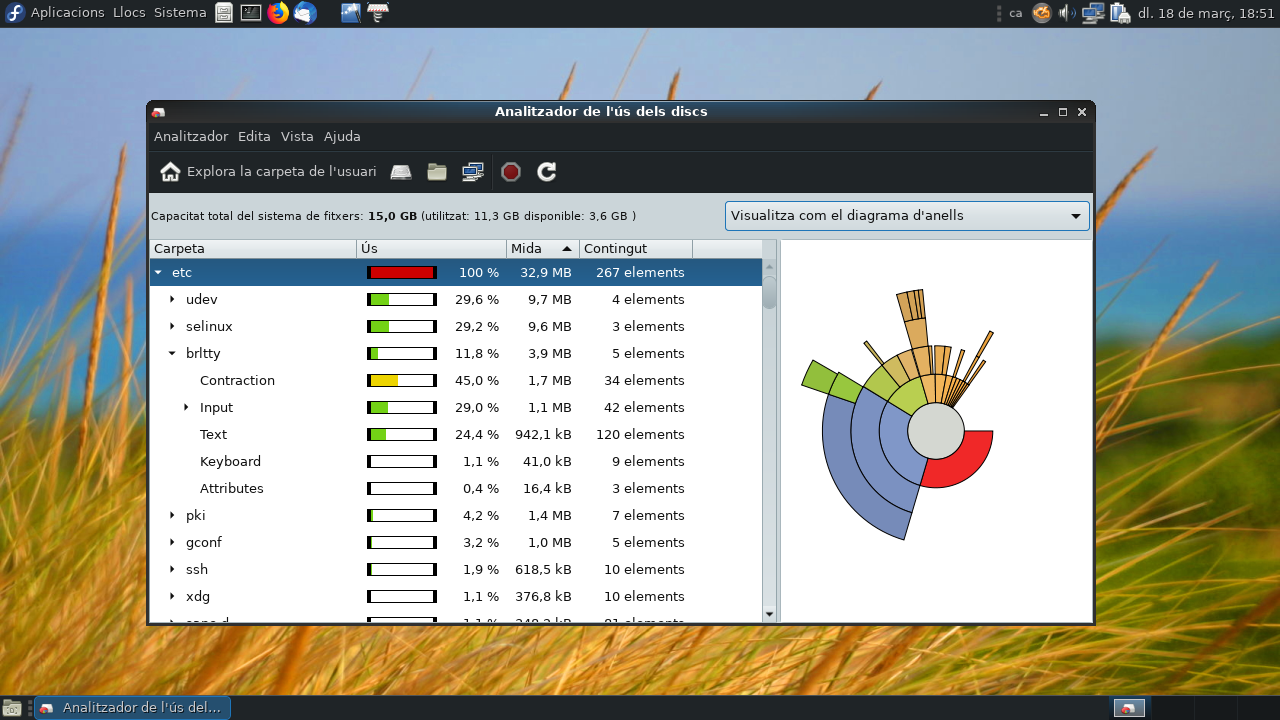 Aplicacions Llocs Sistema ca dl. 18 de març, 18:51
Analitzador de l'ús dels discs
Analitzador Edita Vista Ajuda
Explora la carpeta de l'usuari
Capacitat total del sistema de fitxers: 15,0 GB (utilitzat: 11,3 GB disponible: 3,6 GB )
Visualitza com el diagrama d'anells
Carpeta Ús Mida Contingut
etc 100 % 32,9 MB 267 elements
udev 29,6 % 9,7 MB 4 elements
selinux 29,2 % 9,6 MB 3 elements
brltty 11,8 % 3,9 MB 5 elements
Contraction 45,0 % 1,7 MB 34 elements
Input 29,0 % 1,1 MB 42 elements
Text 24,4 % 942,1 kB 120 elements
Keyboard 1,1 % 41,0 kB 9 elements
Attributes 0,4 % 16,4 kB 3 elements
pki 4,2 % 1,4 MB 7 elements
gconf 3,2 % 1,0 MB 5 elements
ssh 1,9 % 618,5 kB 10 elements
xdg 1,1 % 376,8 kB 10 elements
Analitzador de l'ús del...